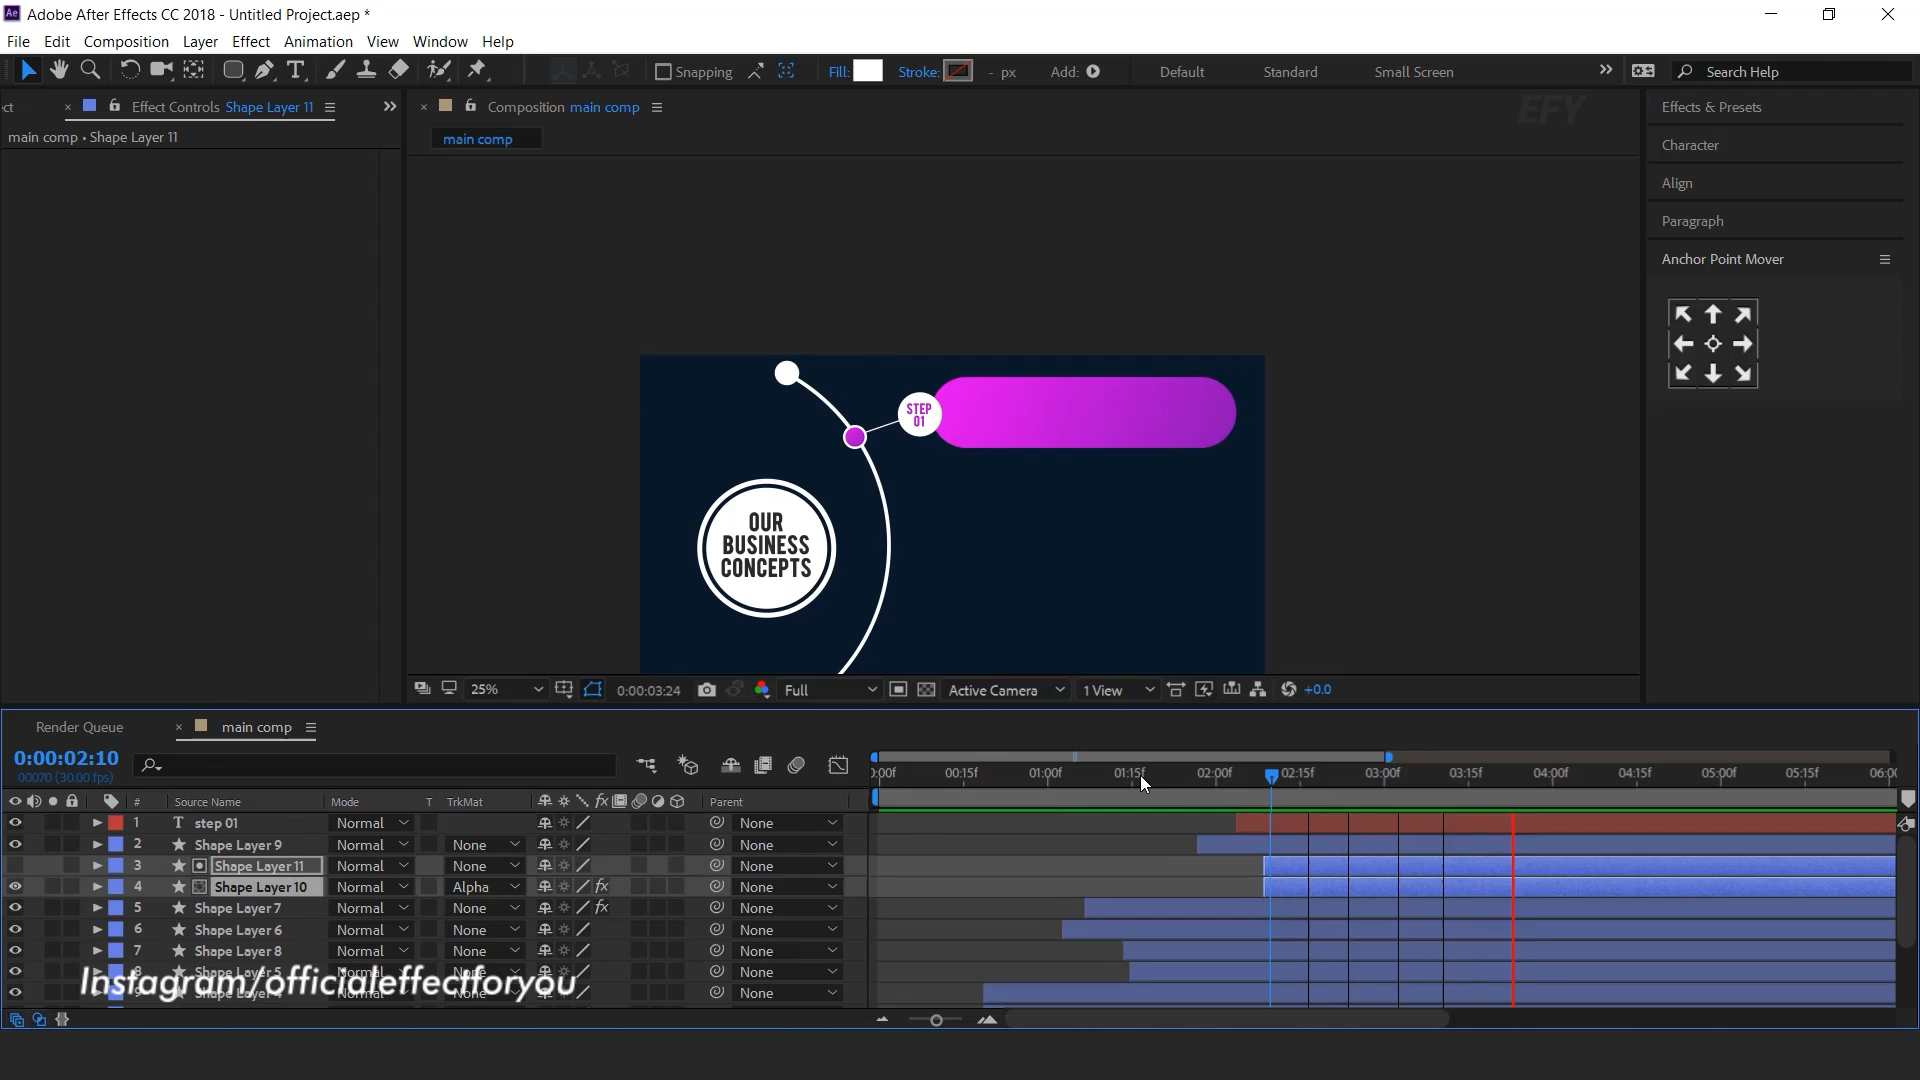 Ae Adobe After Effects CC 2018 - Untitled Project.aep *
File Edit Composition Layer Effect Animation View Window Help
Snapping Fill: Stroke: - px Add: Default Standard Small Screen Search Help
ct × Effect Controls Shape Layer 11
main comp • Shape Layer 11
× Composition main comp
main comp
EFY
Effects & Presets
Character
Align
Paragraph
Anchor Point Mover
STEP
01
OUR
BUSINESS
CONCEPTS
25% 0:00:03:24 Full Active Camera 1 View +0.0
Render Queue × main comp
0:00:02:10
00070 (30.00 fps)
0:00f 00:15f 01:00f 01:15f 02:00f 02:15f 03:00f 03:15f 04:00f 04:15f 05:00f 05:15f 06:00
# Source Name Mode T TrkMat fx Parent
1 T step 01 Normal None
2 Shape Layer 9 Normal None None
3 Shape Layer 11 Normal None None
4 Shape Layer 10 Normal Alpha fx None
5 Shape Layer 7 Normal None fx None
6 Shape Layer 6 Normal None None
7 Shape Layer 8 Normal None None
8 Shape Layer 5 Normal None None
Instagram/officialeffectforyou
None